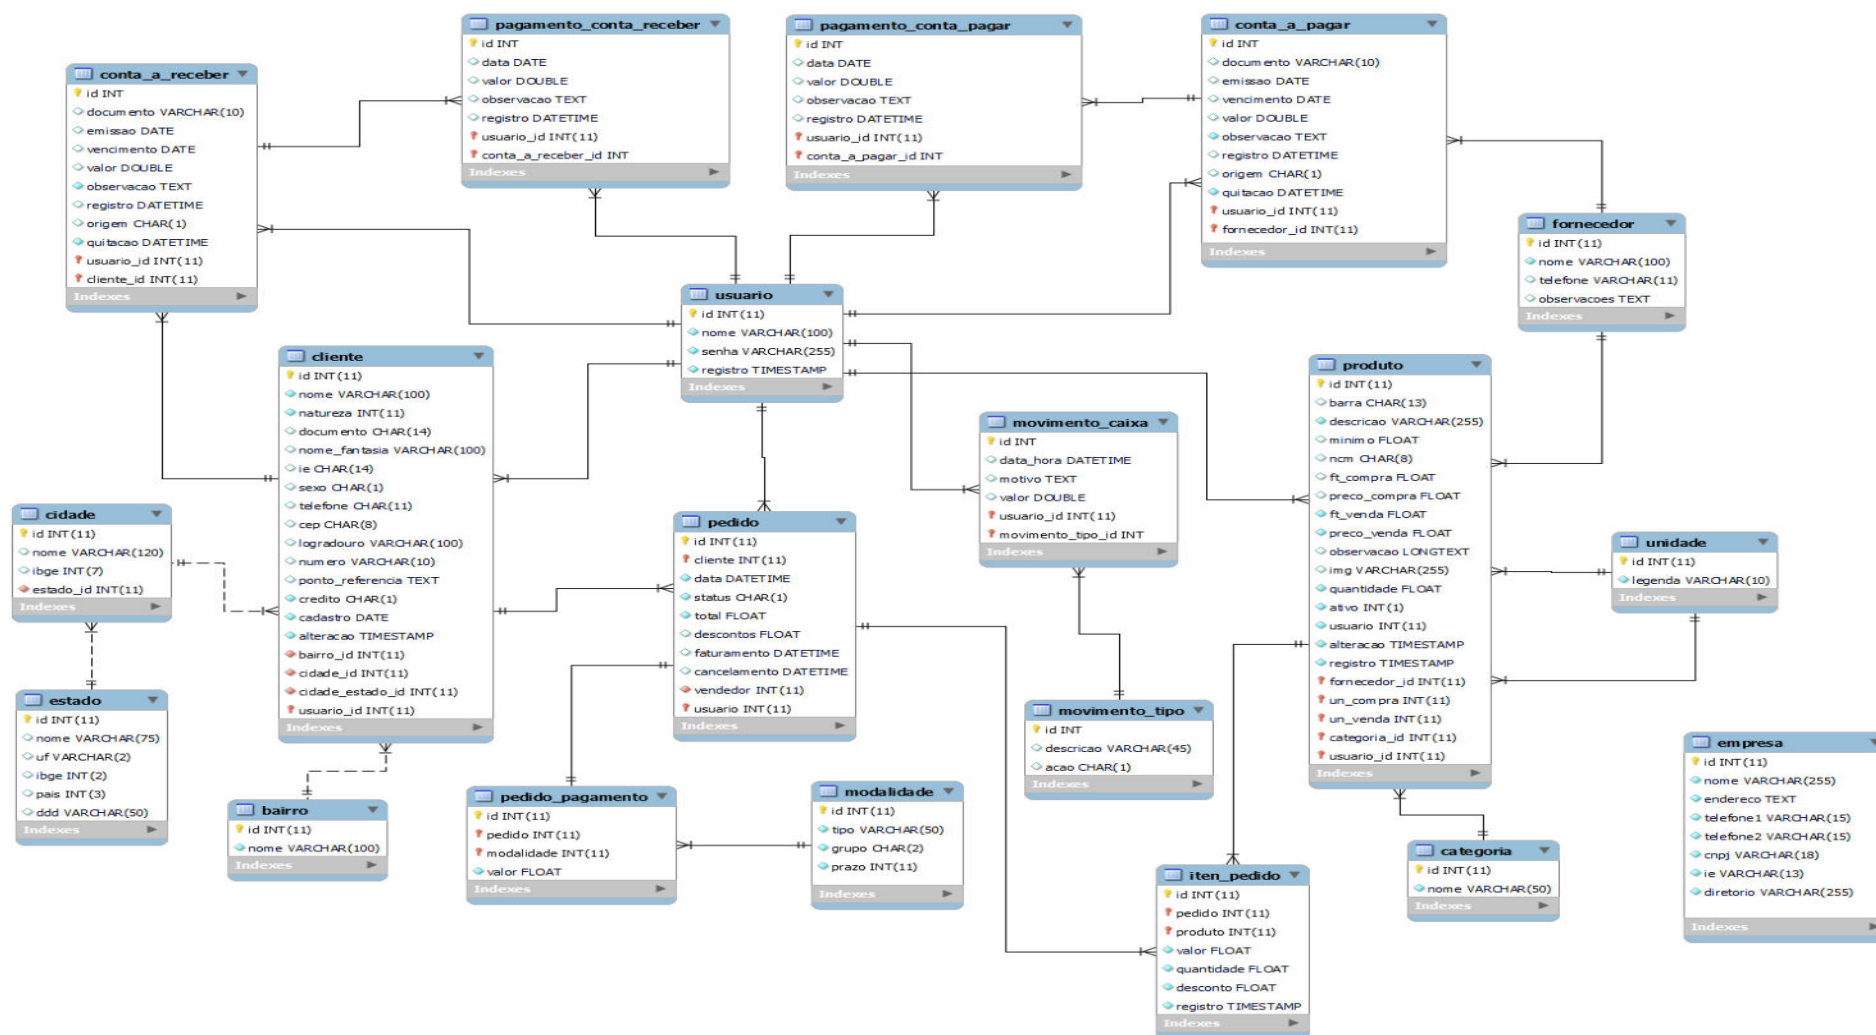 pagamento_conta_receber
id INT
data DATE
valor DOUBLE
observacao TEXT
registro DATETIME
usuario_id INT(11)
conta_a_receber_id INT
Indexes
pagamento_conta_pagar
id INT
data DATE
valor DOUBLE
observacao TEXT
registro DATETIME
usuario_id INT(11)
conta_a_pagar_id INT
Indexes
conta_a_pagar
id INT
documento VARCHAR(10)
emissao DATE
vencimento DATE
valor DOUBLE
observacao TEXT
registro DATETIME
origem CHAR(1)
quitacao DATETIME
usuario_id INT(11)
fornecedor_id INT(11)
Indexes
conta_a_receber
id INT
documento VARCHAR(10)
emissao DATE
vencimento DATE
valor DOUBLE
observacao TEXT
registro DATETIME
origem CHAR(1)
quitacao DATETIME
usuario_id INT(11)
cliente_id INT(11)
Indexes
fornecedor
id INT(11)
nome VARCHAR(100)
telefone VARCHAR(11)
observacoes TEXT
Indexes
usuario
id INT(11)
nome VARCHAR(100)
senha VARCHAR(255)
registro TIMESTAMP
Indexes
cliente
id INT(11)
nome VARCHAR(100)
natureza INT(11)
documento CHAR(14)
nome_fantasia VARCHAR(100)
ie CHAR(14)
sexo CHAR(1)
telefone CHAR(11)
cep CHAR(8)
logradouro VARCHAR(100)
numero VARCHAR(10)
ponto_referencia TEXT
credito CHAR(1)
cadastro DATE
alteracao TIMESTAMP
bairro_id INT(11)
cidade_id INT(11)
cidade_estado_id INT(11)
usuario_id INT(11)
Indexes
produto
id INT(11)
barra CHAR(13)
descricao VARCHAR(255)
minimo FLOAT
ncm CHAR(8)
ft_compra FLOAT
preco_compra FLOAT
ft_venda FLOAT
preco_venda FLOAT
observacao LONGTEXT
img VARCHAR(255)
quantidade FLOAT
ativo INT(1)
usuario INT(11)
alteracao TIMESTAMP
registro TIMESTAMP
fornecedor_id INT(11)
un_compra INT(11)
un_venda INT(11)
categoria_id INT(11)
usuario_id INT(11)
Indexes
movimento_caixa
id INT
data_hora DATETIME
motivo TEXT
valor DOUBLE
usuario_id INT(11)
movimento_tipo_id INT
Indexes
cidade
id INT(11)
nome VARCHAR(120)
ibge INT(7)
estado_id INT(11)
Indexes
pedido
id INT(11)
cliente INT(11)
data DATETIME
status CHAR(1)
total FLOAT
descontos FLOAT
faturamento DATETIME
cancelamento DATETIME
vendedor INT(11)
usuario INT(11)
Indexes
unidade
id INT(11)
legenda VARCHAR(10)
Indexes
estado
id INT(11)
nome VARCHAR(75)
uf VARCHAR(2)
ibge INT(2)
pais INT(3)
ddd VARCHAR(50)
Indexes
movimento_tipo
id INT
descricao VARCHAR(45)
acao CHAR(1)
Indexes
empresa
id INT(11)
nome VARCHAR(255)
endereco TEXT
telefone1 VARCHAR(15)
telefone2 VARCHAR(15)
cnpj VARCHAR(18)
ie VARCHAR(13)
diretorio VARCHAR(255)
Indexes
bairro
id INT(11)
nome VARCHAR(100)
Indexes
pedido_pagamento
id INT(11)
pedido INT(11)
modalidade INT(11)
valor FLOAT
Indexes
modalidade
id INT(11)
tipo VARCHAR(50)
grupo CHAR(2)
prazo INT(11)
Indexes
categoria
id INT(11)
nome VARCHAR(50)
Indexes
iten_pedido
id INT(11)
pedido INT(11)
produto INT(11)
valor FLOAT
quantidade FLOAT
desconto FLOAT
registro TIMESTAMP
Indexes